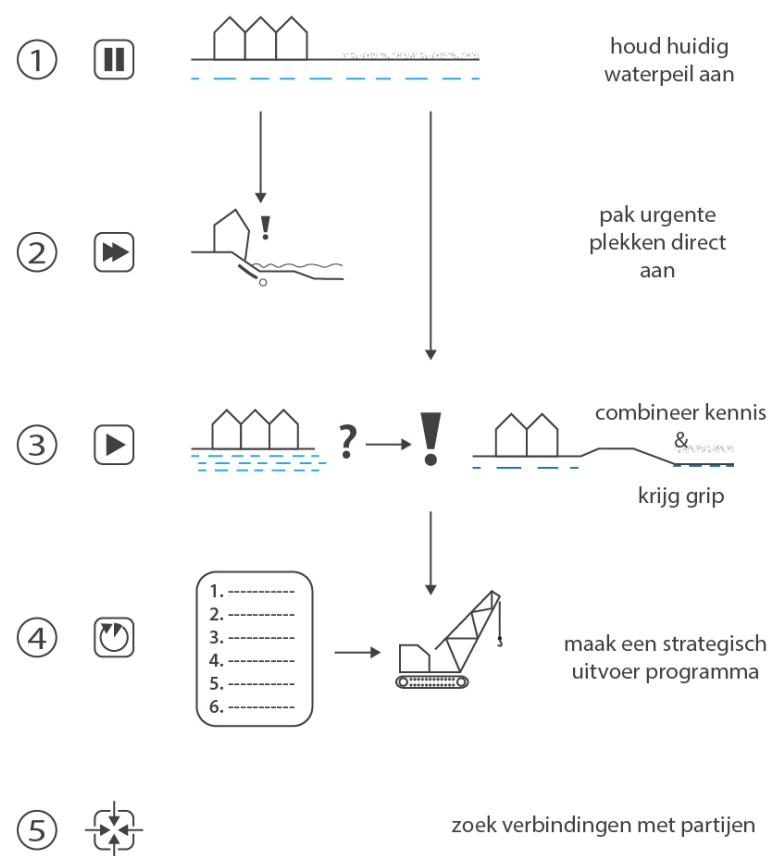 1
houd huidig
waterpeil aan
!
2
pak urgente
plekken direct
aan
3
? !
combineer kennis
&
krijg grip
4
1. -----------
2. -----------
3. -----------
4. -----------
5. -----------
6. -----------
maak een strategisch
uitvoer programma
5
zoek verbindingen met partijen